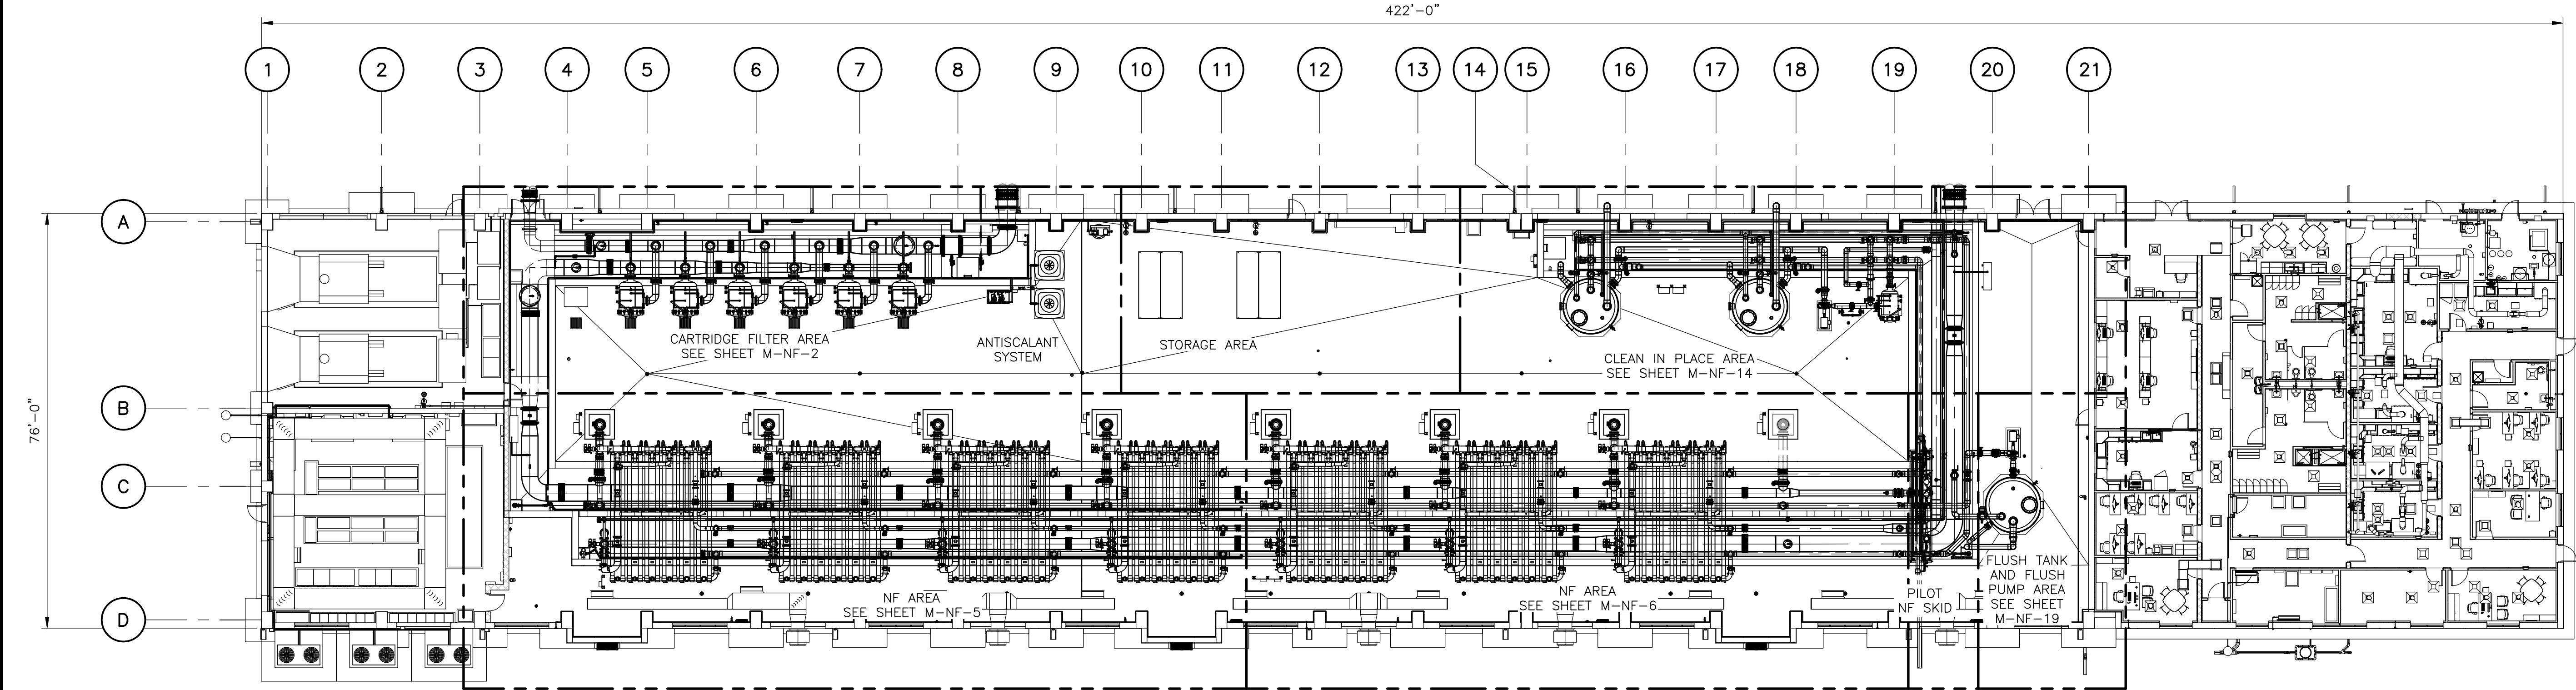 422'-0"
1 2 3 4 5 6 7 8 9 10 11 12 13 14 15 16 17 18 19 20 21
A
76'-0"
B
C
D
CARTRIDGE FILTER AREA
SEE SHEET M-NF-2
ANTISCALANT
SYSTEM
STORAGE AREA
CLEAN IN PLACE AREA
SEE SHEET M-NF-14
NF AREA
SEE SHEET M-NF-5
NF AREA
SEE SHEET M-NF-6
PILOT
NF SKID
FLUSH TANK
AND FLUSH
PUMP AREA
SEE SHEET
M-NF-19